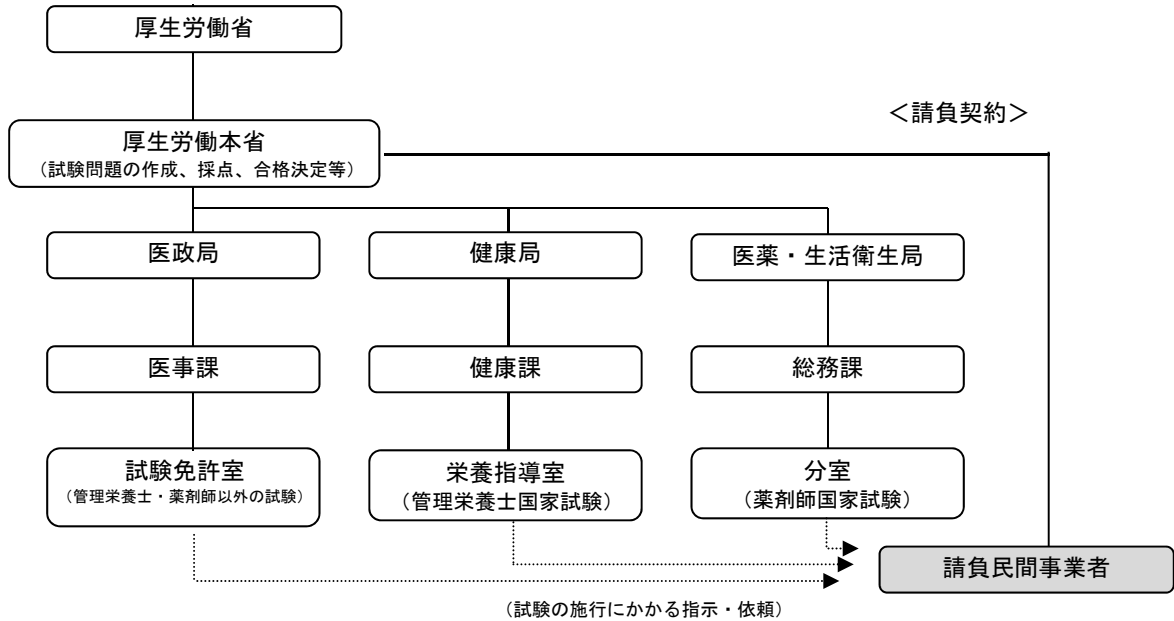 厚生労働省
＜請負契約＞
厚生労働本省
（試験問題の作成、採点、合格決定等）
医政局
健康局
医薬・生活衛生局
医事課
健康課
総務課
試験免許室
（管理栄養士・薬剤師以外の試験）
栄養指導室
（管理栄養士国家試験）
分室
（薬剤師国家試験）
請負民間事業者
（試験の施行にかかる指示・依頼）